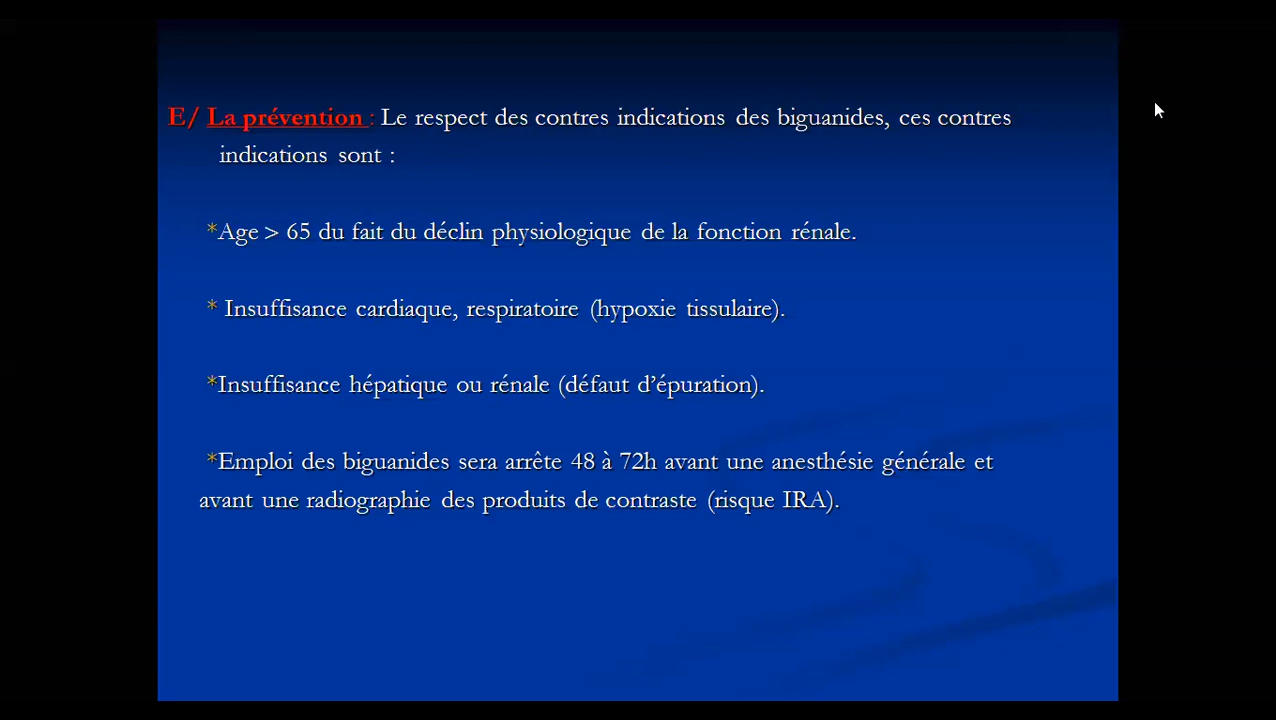 E/ La prévention : Le respect des contres indications des biguanides, ces contres
indications sont :
*Age > 65 du fait du déclin physiologique de la fonction rénale.
* Insuffisance cardiaque, respiratoire (hypoxie tissulaire).
*Insuffisance hépatique ou rénale (défaut d’épuration).
*Emploi des biguanides sera arrête 48 à 72h avant une anesthésie générale et
avant une radiographie des produits de contraste (risque IRA).